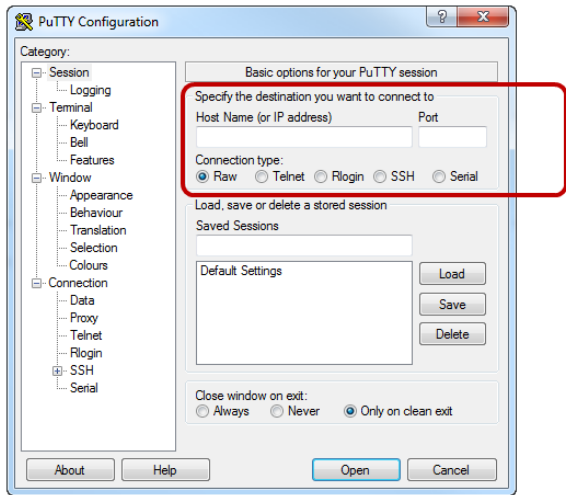 PuTTY Configuration
Category:
Session
Logging
Terminal
Keyboard
Bell
Features
Window
Appearance
Behaviour
Translation
Selection
Colours
Connection
Data
Proxy
Telnet
Rlogin
SSH
Serial
Basic options for your PuTTY session
Specify the destination you want to connect to
Host Name (or IP address) Port
Connection type:
Raw Telnet Rlogin SSH Serial
Load, save or delete a stored session
Saved Sessions
Default Settings
Load
Save
Delete
Close window on exit:
Always Never Only on clean exit
About Help Open Cancel